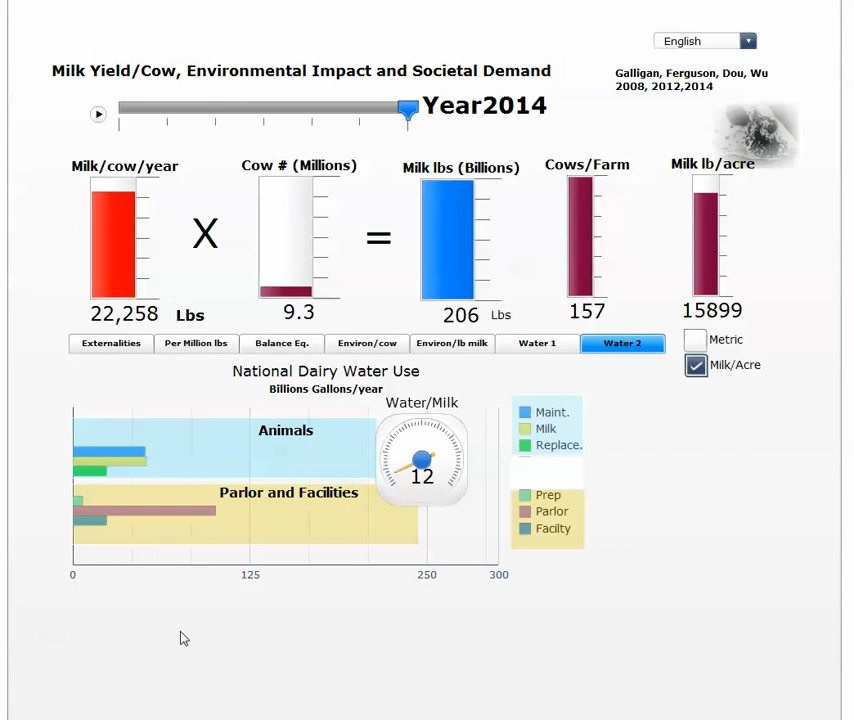 English
Milk Yield/Cow, Environmental Impact and Societal Demand
Galligan, Ferguson, Dou, Wu
2008, 2012,2014
Year2014
Milk/cow/year
Cow # (Millions)
Milk lbs (Billions)
Cows/Farm
Milk lb/acre
X
=
22,258 Lbs
9.3
206 Lbs
157
15899
Externalities
Per Million lbs
Balance Eq.
Environ/cow
Environ/lb milk
Water 1
Water 2
Metric
Milk/Acre
National Dairy Water Use
Billions Gallons/year
Water/Milk
12
Animals
Parlor and Facilities
Maint.
Milk
Replace.
Prep
Parlor
Facilty
0
125
250
300